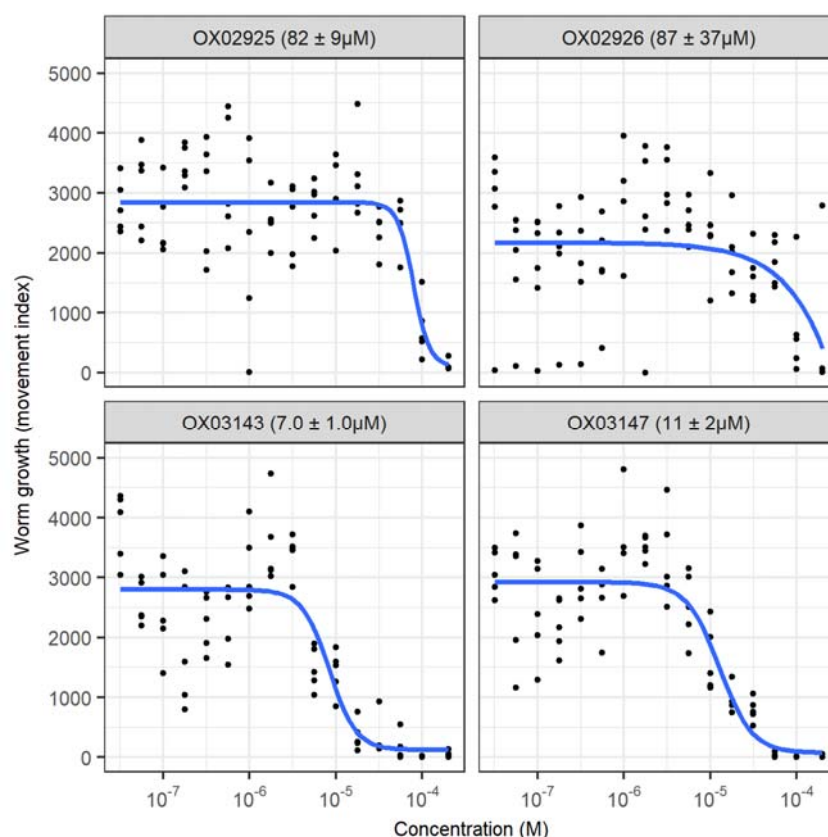 OX02925 (82 ± 9µM) OX02926 (87 ± 37µM)
5000
4000
3000
2000
1000
0
OX03143 (7.0 ± 1.0µM) OX03147 (11 ± 2µM)
5000
4000
3000
2000
1000
0
Worm growth (movement index)
10⁻⁷ 10⁻⁶ 10⁻⁵ 10⁻⁴ 10⁻⁷ 10⁻⁶ 10⁻⁵ 10⁻⁴
Concentration (M)